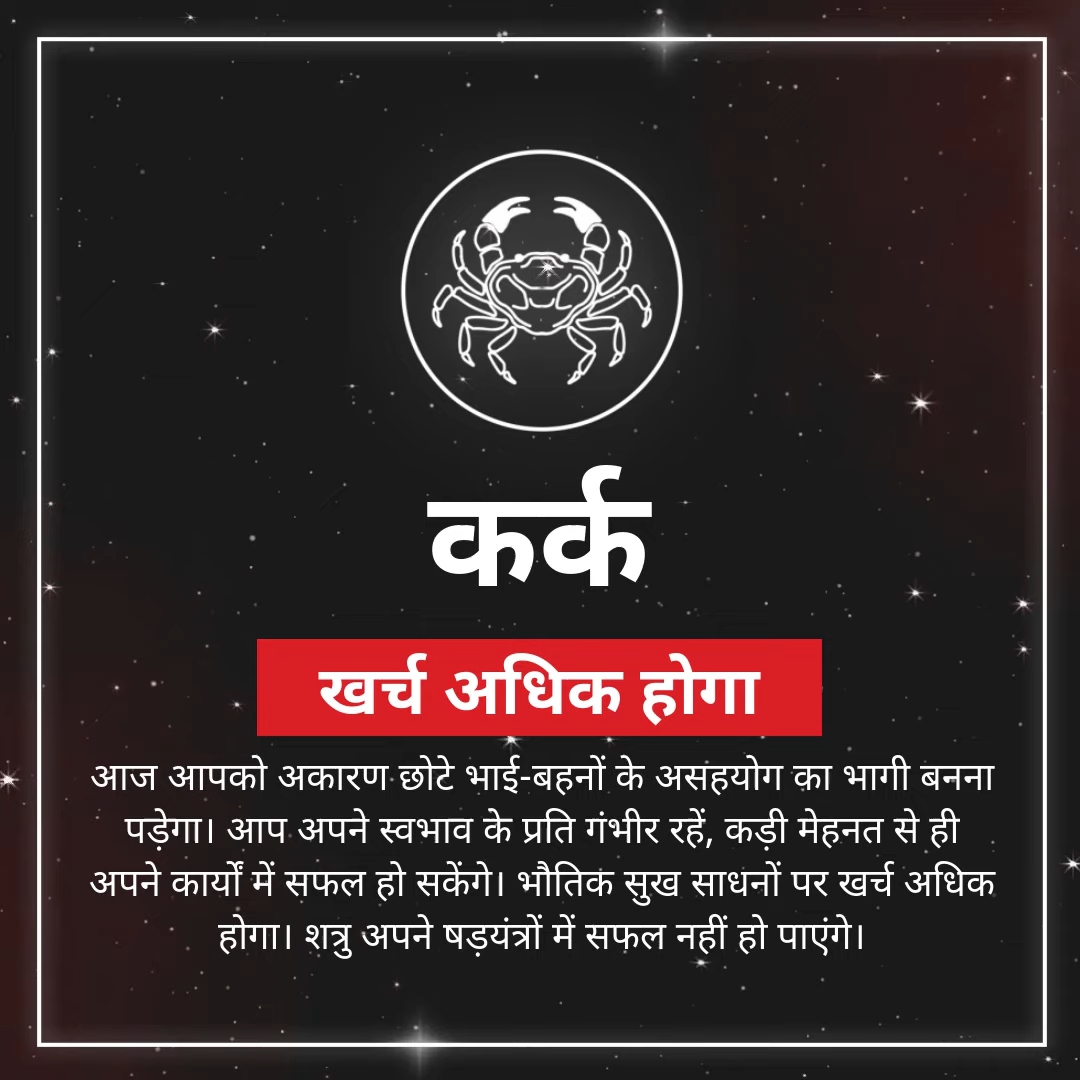 कर्क
खर्च अधिक होगा
आज आपको अकारण छोटे भाई-बहनों के असहयोग का भागी बनना
पड़ेगा। आप अपने स्वभाव के प्रति गंभीर रहें, कड़ी मेहनत से ही
अपने कार्यों में सफल हो सकेंगे। भौतिक सुख साधनों पर खर्च अधिक
होगा। शत्रु अपने षड़यंत्रों में सफल नहीं हो पाएंगे।